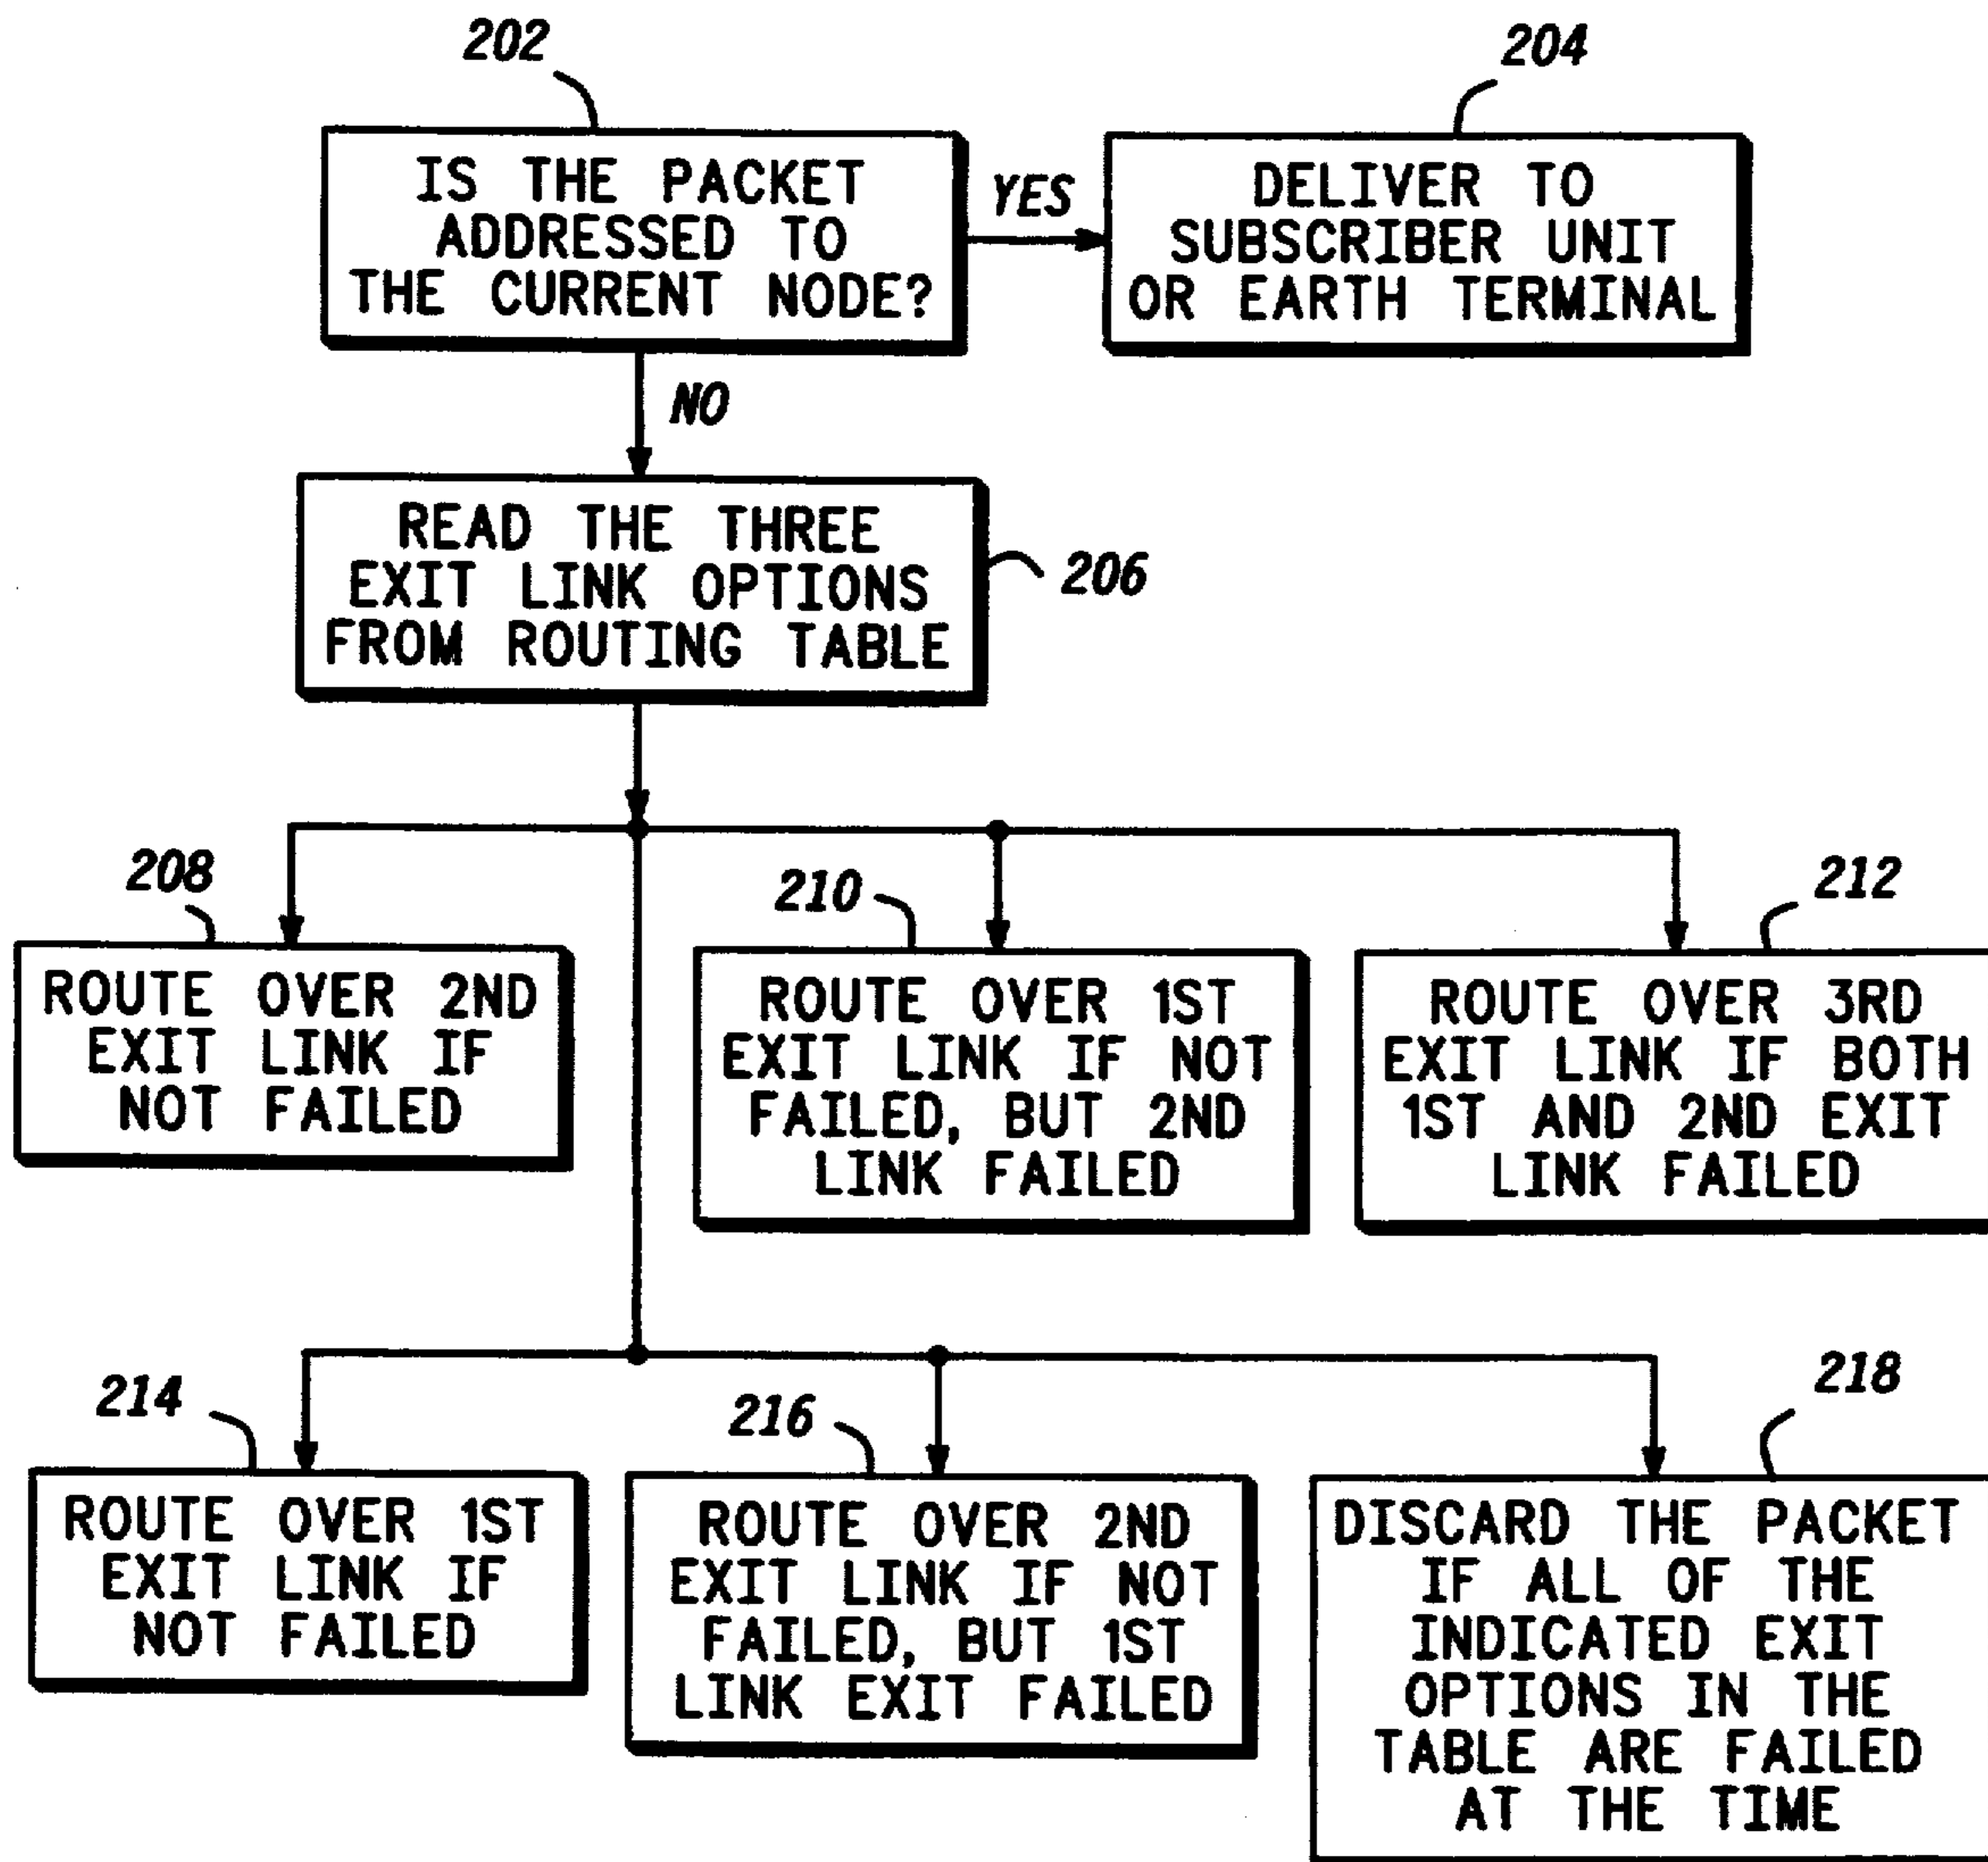 202
204
IS THE PACKET
ADDRESSED TO
THE CURRENT NODE?
YES
DELIVER TO
SUBSCRIBER UNIT
OR EARTH TERMINAL
NO
READ THE THREE
EXIT LINK OPTIONS
FROM ROUTING TABLE
206
208
210
212
ROUTE OVER 2ND
EXIT LINK IF
NOT FAILED
ROUTE OVER 1ST
EXIT LINK IF NOT
FAILED, BUT 2ND
LINK FAILED
ROUTE OVER 3RD
EXIT LINK IF BOTH
1ST AND 2ND EXIT
LINK FAILED
214
216
218
ROUTE OVER 1ST
EXIT LINK IF
NOT FAILED
ROUTE OVER 2ND
EXIT LINK IF NOT
FAILED, BUT 1ST
LINK EXIT FAILED
DISCARD THE PACKET
IF ALL OF THE
INDICATED EXIT
OPTIONS IN THE
TABLE ARE FAILED
AT THE TIME